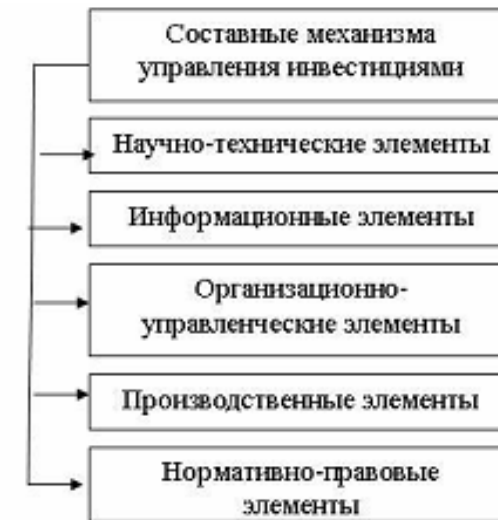 Составные механизма
управления инвестициями
Научно-технические элементы
Информационные элементы
Организационно-
управленческие элементы
Производственные элементы
Нормативно-правовые
элементы